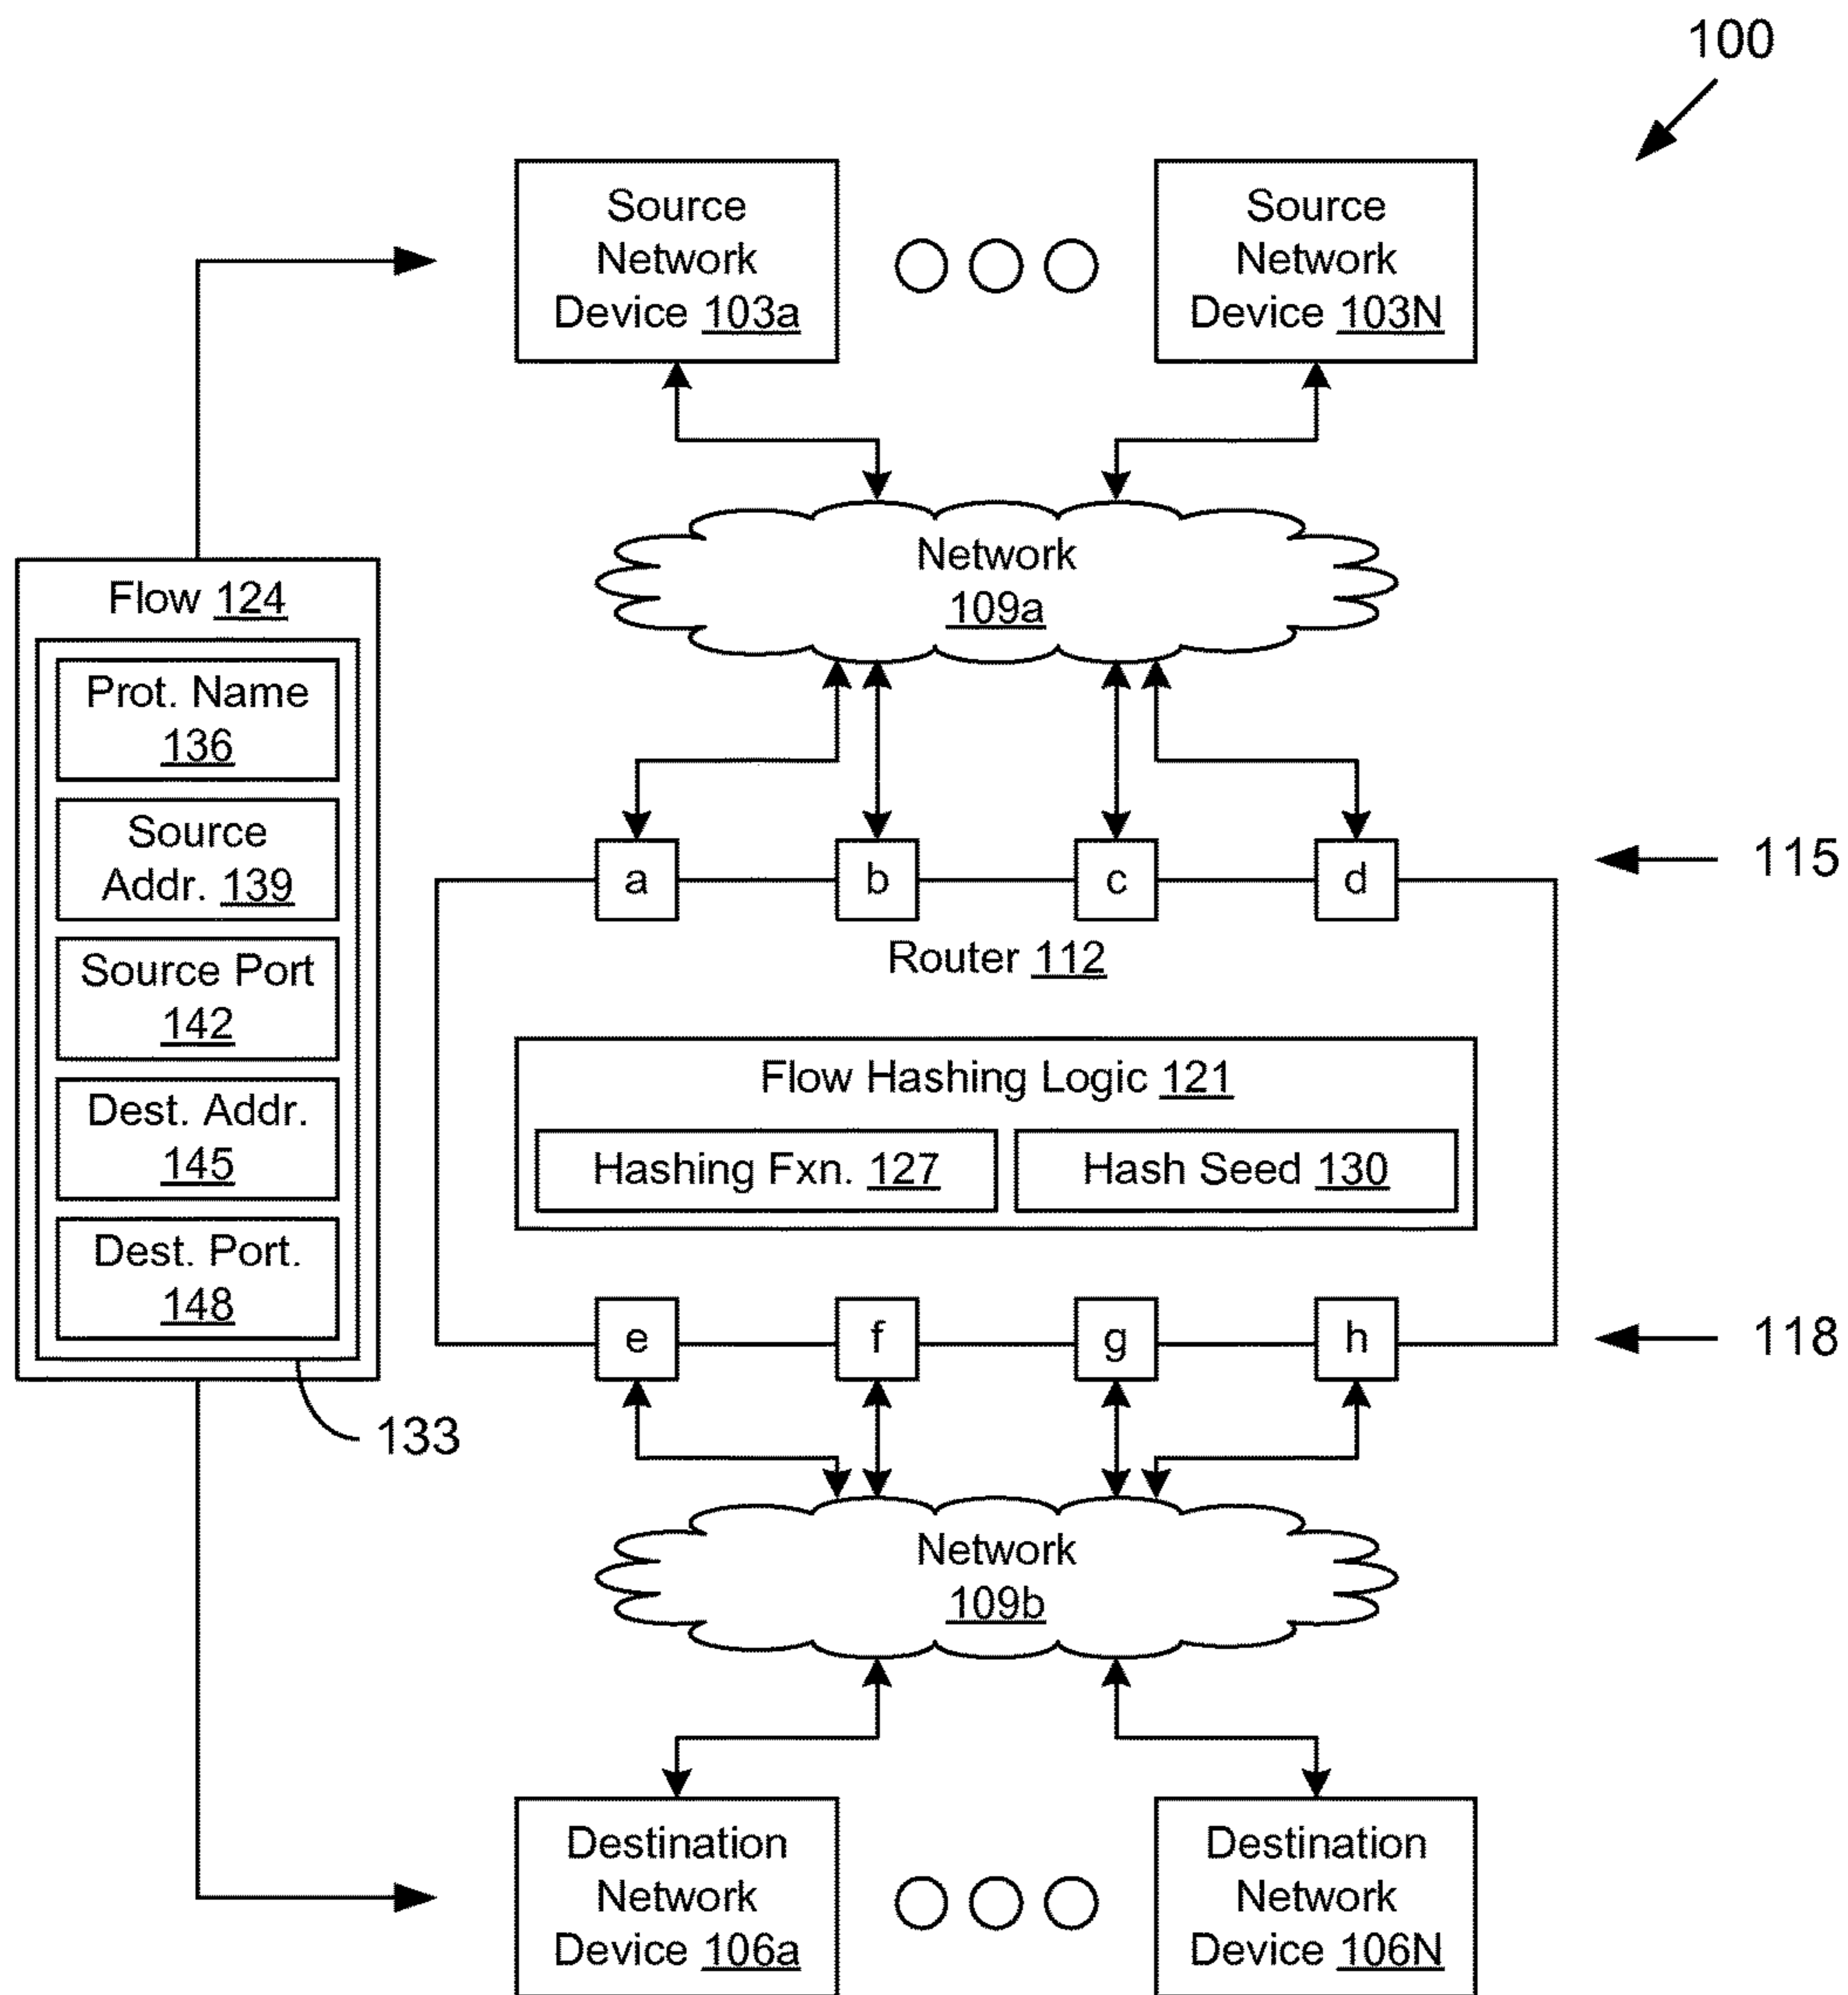 100
Source
Network
Device 103a
Source
Network
Device 103N
Network
109a
Flow 124
Prot. Name
136
Source
Addr. 139
Source Port
142
Dest. Addr.
145
Dest. Port.
148
133
a
b
c
d
115
Router 112
Flow Hashing Logic 121
Hashing Fxn. 127
Hash Seed 130
e
f
g
h
118
Network
109b
Destination
Network
Device 106a
Destination
Network
Device 106N